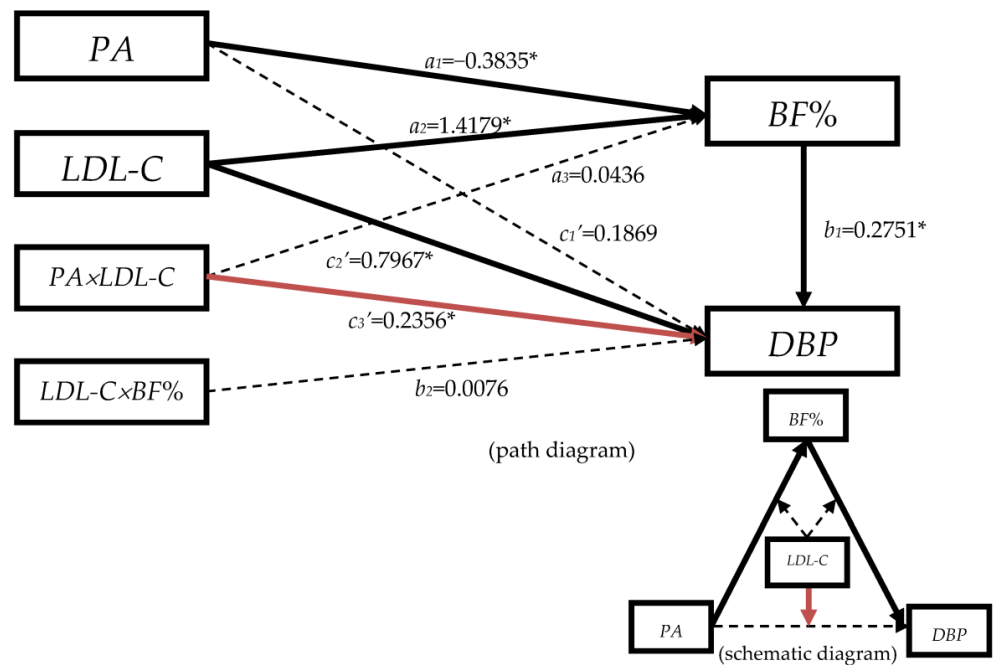 PA
a1=−0.3835*
BF%
a2=1.4179*
LDL-C
a3=0.0436
c1′=0.1869
b1=0.2751*
c2′=0.7967*
PA×LDL-C
c3′=0.2356*
DBP
LDL-C×BF%
b2=0.0076
(path diagram)
BF%
LDL-C
PA
DBP
(schematic diagram)